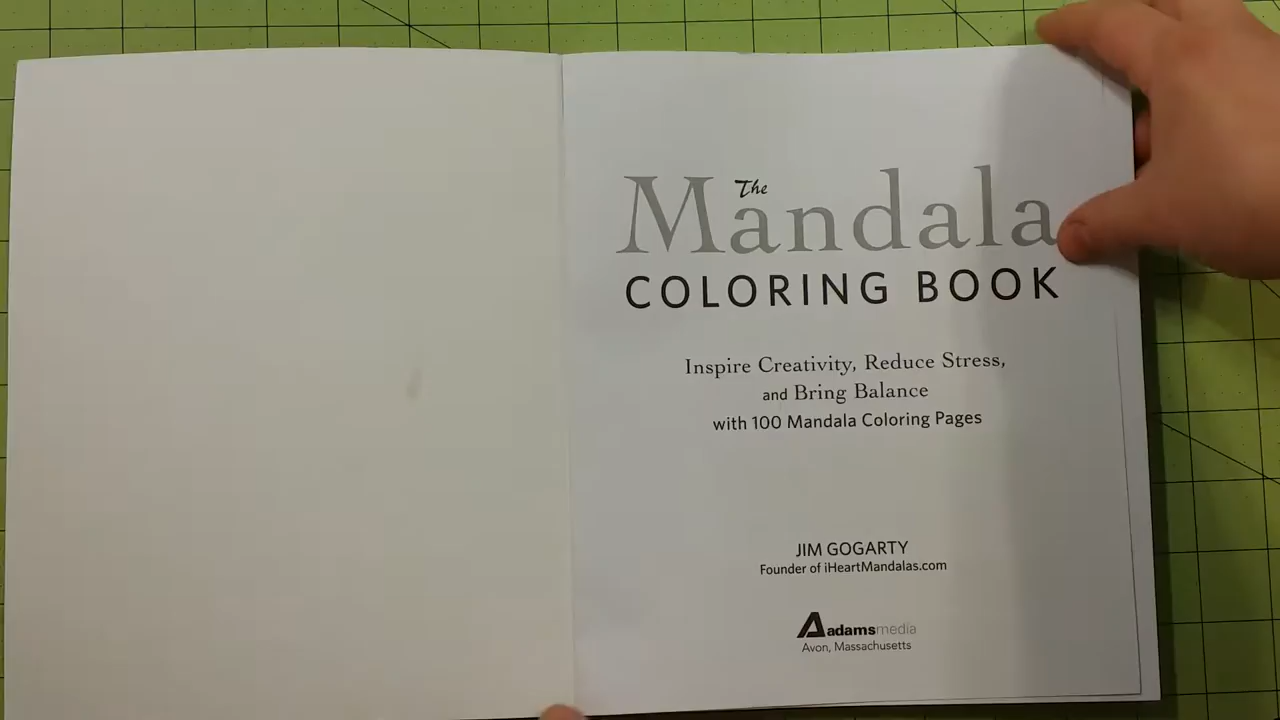 The
Mandala
COLORING BOOK
Inspire Creativity, Reduce Stress,
and Bring Balance
with 100 Mandala Coloring Pages
JIM GOGARTY
Founder of iHeartMandalas.com
adamsmedia
Avon, Massachusetts